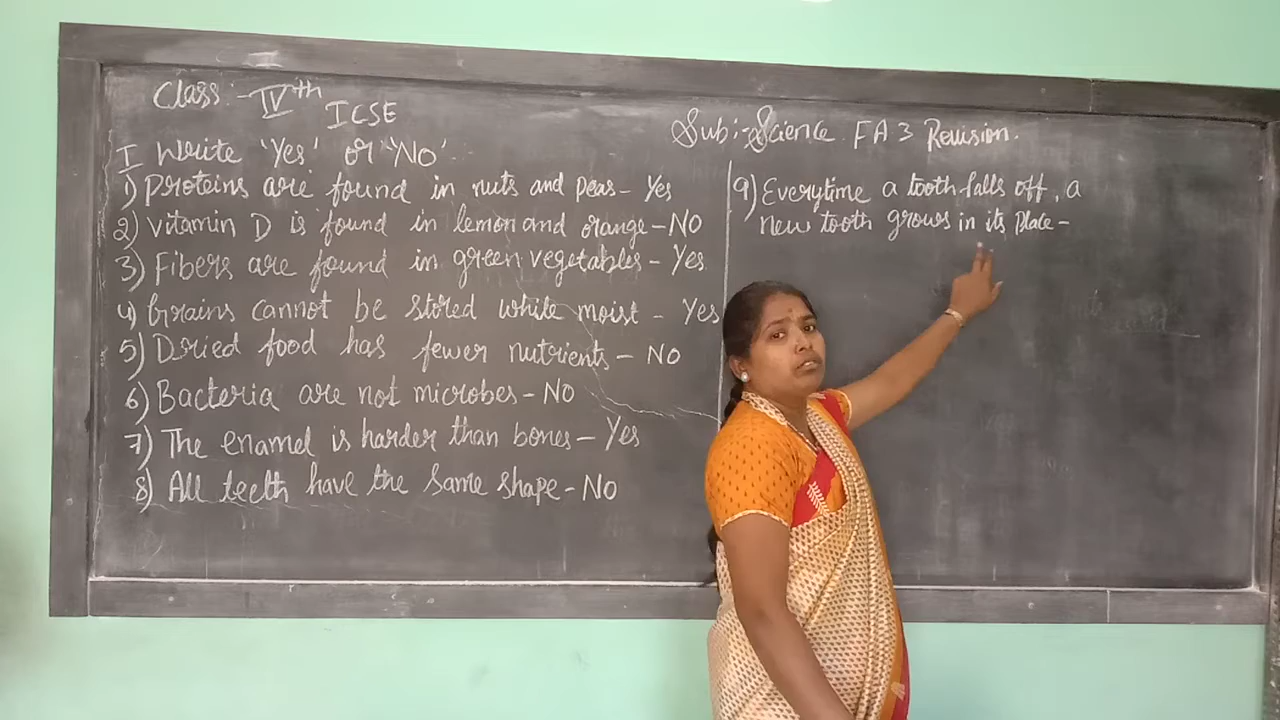 Class :- IVth
ICSE
Sub :- Science FA 3 Revision.
I Write 'Yes' or 'No'.
1) Proteins are found in nuts and peas - Yes
2) Vitamin D is found in lemon and orange - NO
3) Fibers are found in green vegetables - Yes
4) Grains cannot be stored while moist - Yes
5) Dried food has fewer nutrients - NO
6) Bacteria are not microbes - NO
7) The enamel is harder than bones - Yes
8) All teeth have the same shape - NO
9) Everytime a tooth falls off, a
new tooth grows in its place -